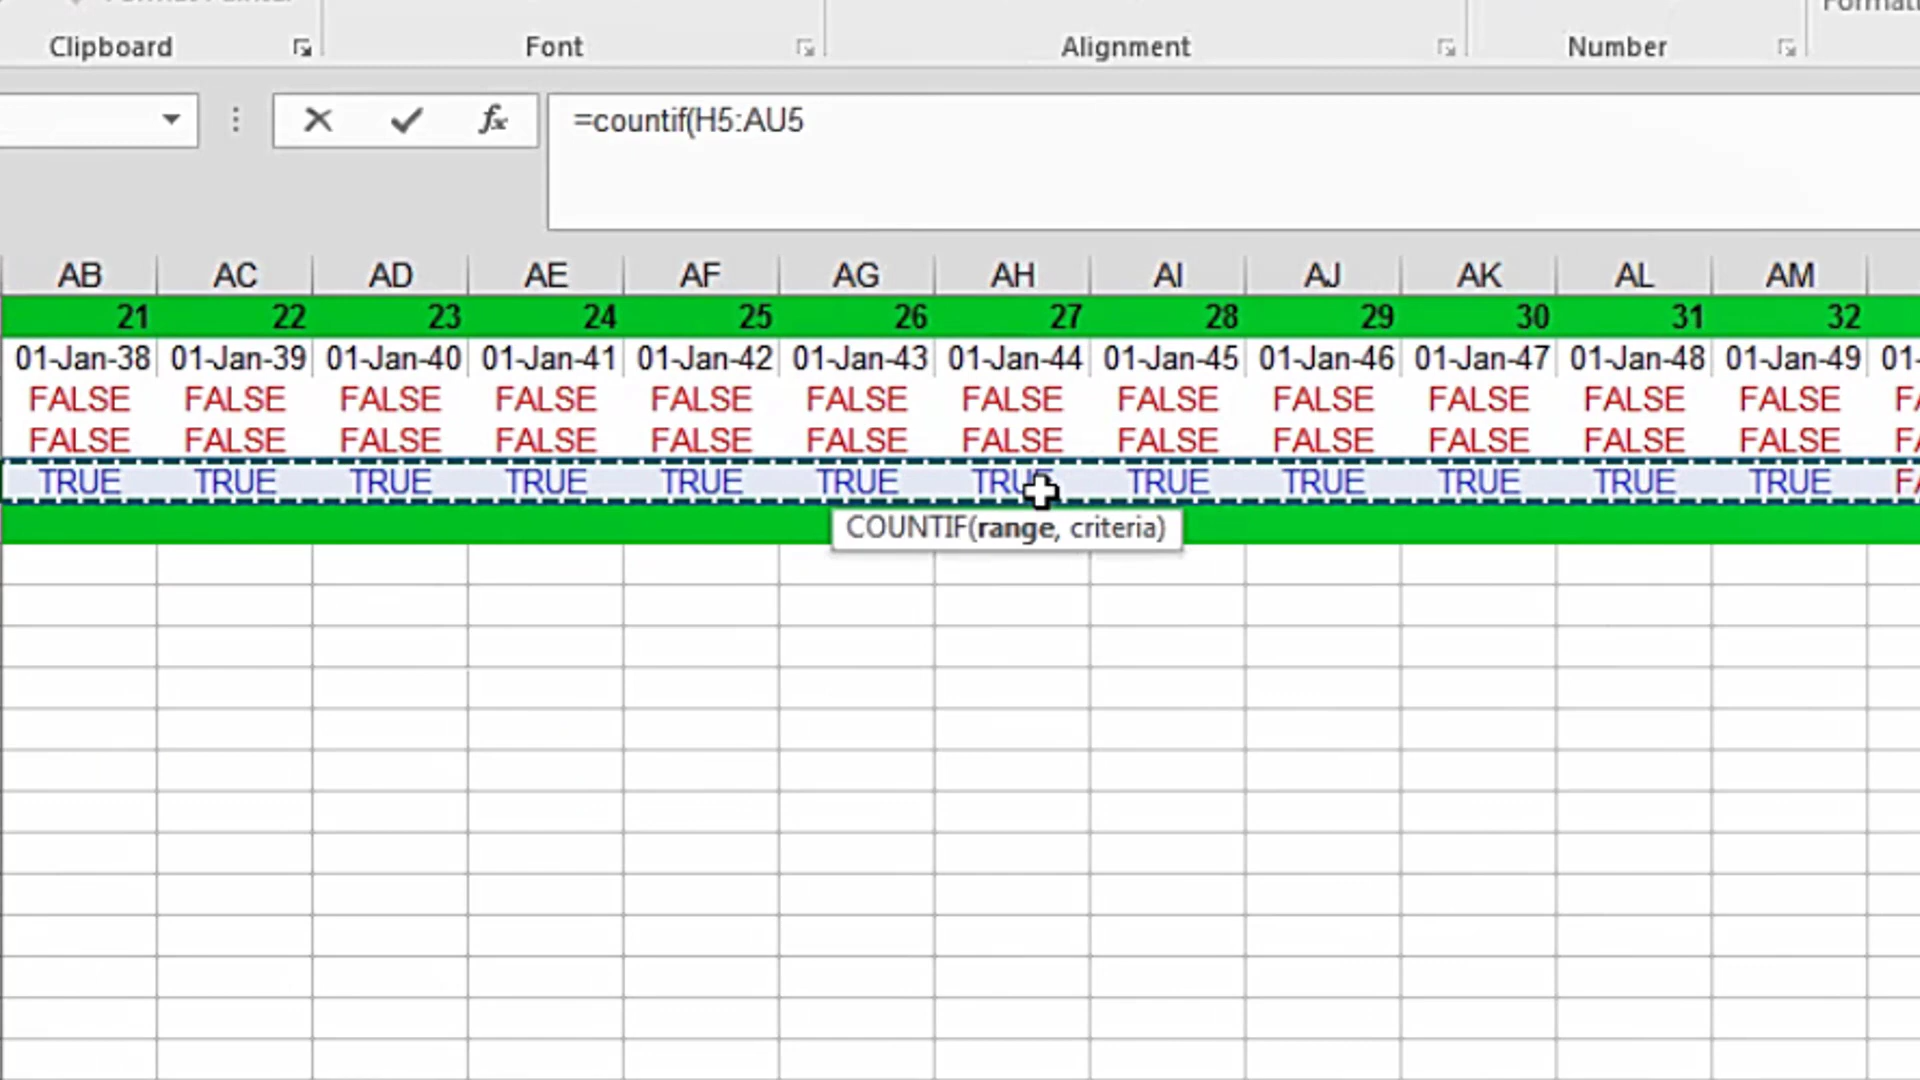 Clipboard Font Alignment Number
=countif(H5:AU5
AB AC AD AE AF AG AH AI AJ AK AL AM
21 22 23 24 25 26 27 28 29 30 31 32
01-Jan-38 01-Jan-39 01-Jan-40 01-Jan-41 01-Jan-42 01-Jan-43 01-Jan-44 01-Jan-45 01-Jan-46 01-Jan-47 01-Jan-48 01-Jan-49 01-
FALSE FALSE FALSE FALSE FALSE FALSE FALSE FALSE FALSE FALSE FALSE FALSE FA
FALSE FALSE FALSE FALSE FALSE FALSE FALSE FALSE FALSE FALSE FALSE FALSE FA
TRUE TRUE TRUE TRUE TRUE TRUE TRUE TRUE TRUE TRUE TRUE TRUE FA
COUNTIF(range, criteria)